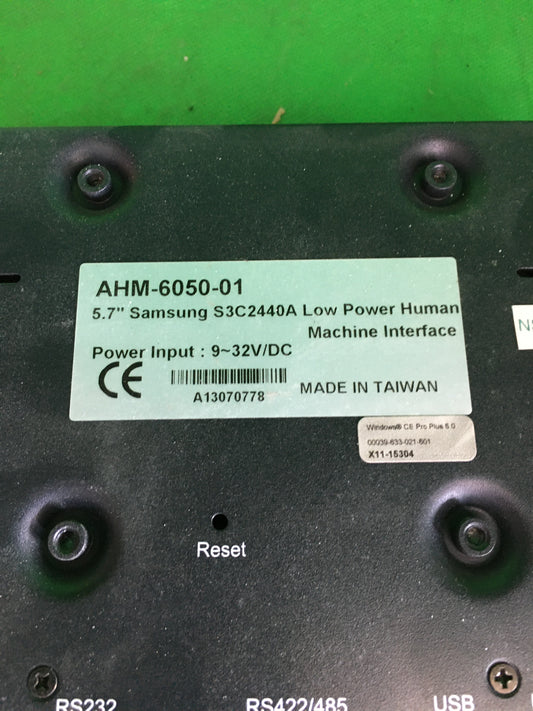 AHM-6050-01
5.7" Samsung S3C2440A Low Power Human
Machine Interface
Power Input : 9~32V/DC
CE
A13070778
MADE IN TAIWAN
Windows® CE Pro Plus 6.0
00039-633-021-601
X11-15304
Reset
RS232
RS422/485
USB